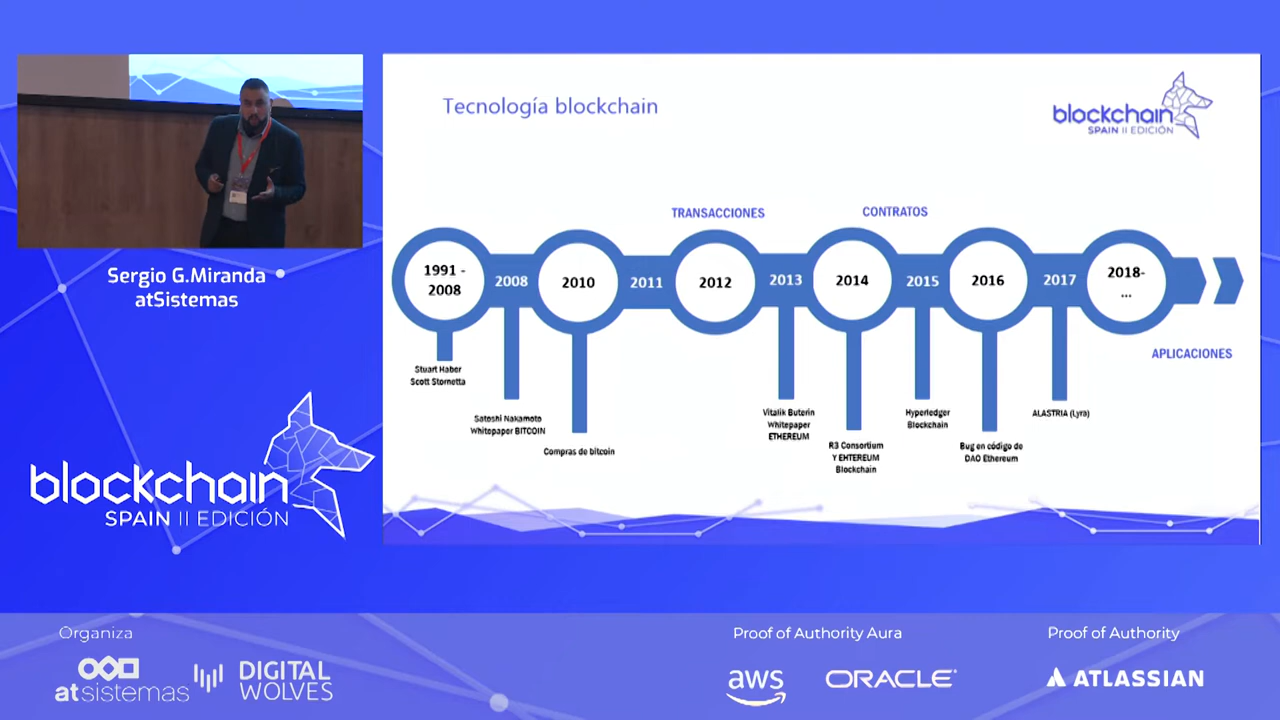 Tecnología blockchain
blockchain
SPAIN II EDICIÓN
TRANSACCIONES
CONTRATOS
1991 -
2008
2008
2010
2011
2012
2013
2014
2015
2016
2017
2018-
...
APLICACIONES
Stuart Haber
Scott Stornetta
Satoshi Nakamoto
Whitepaper BITCOIN
Compras de bitcoin
Vitalik Buterin
Whitepaper
ETHEREUM
R3 Consortium
Y EHTEREUM
Blockchain
Hyperledger
Blockchain
Bug en código de
DAO Ethereum
ALASTRIA (Lyra)
Sergio G.Miranda
atSistemas
blockchain
SPAIN II EDICIÓN
Organiza
atsistemas
DIGITAL
WOLVES
Proof of Authority Aura
aws
ORACLE
Proof of Authority
ATLASSIAN